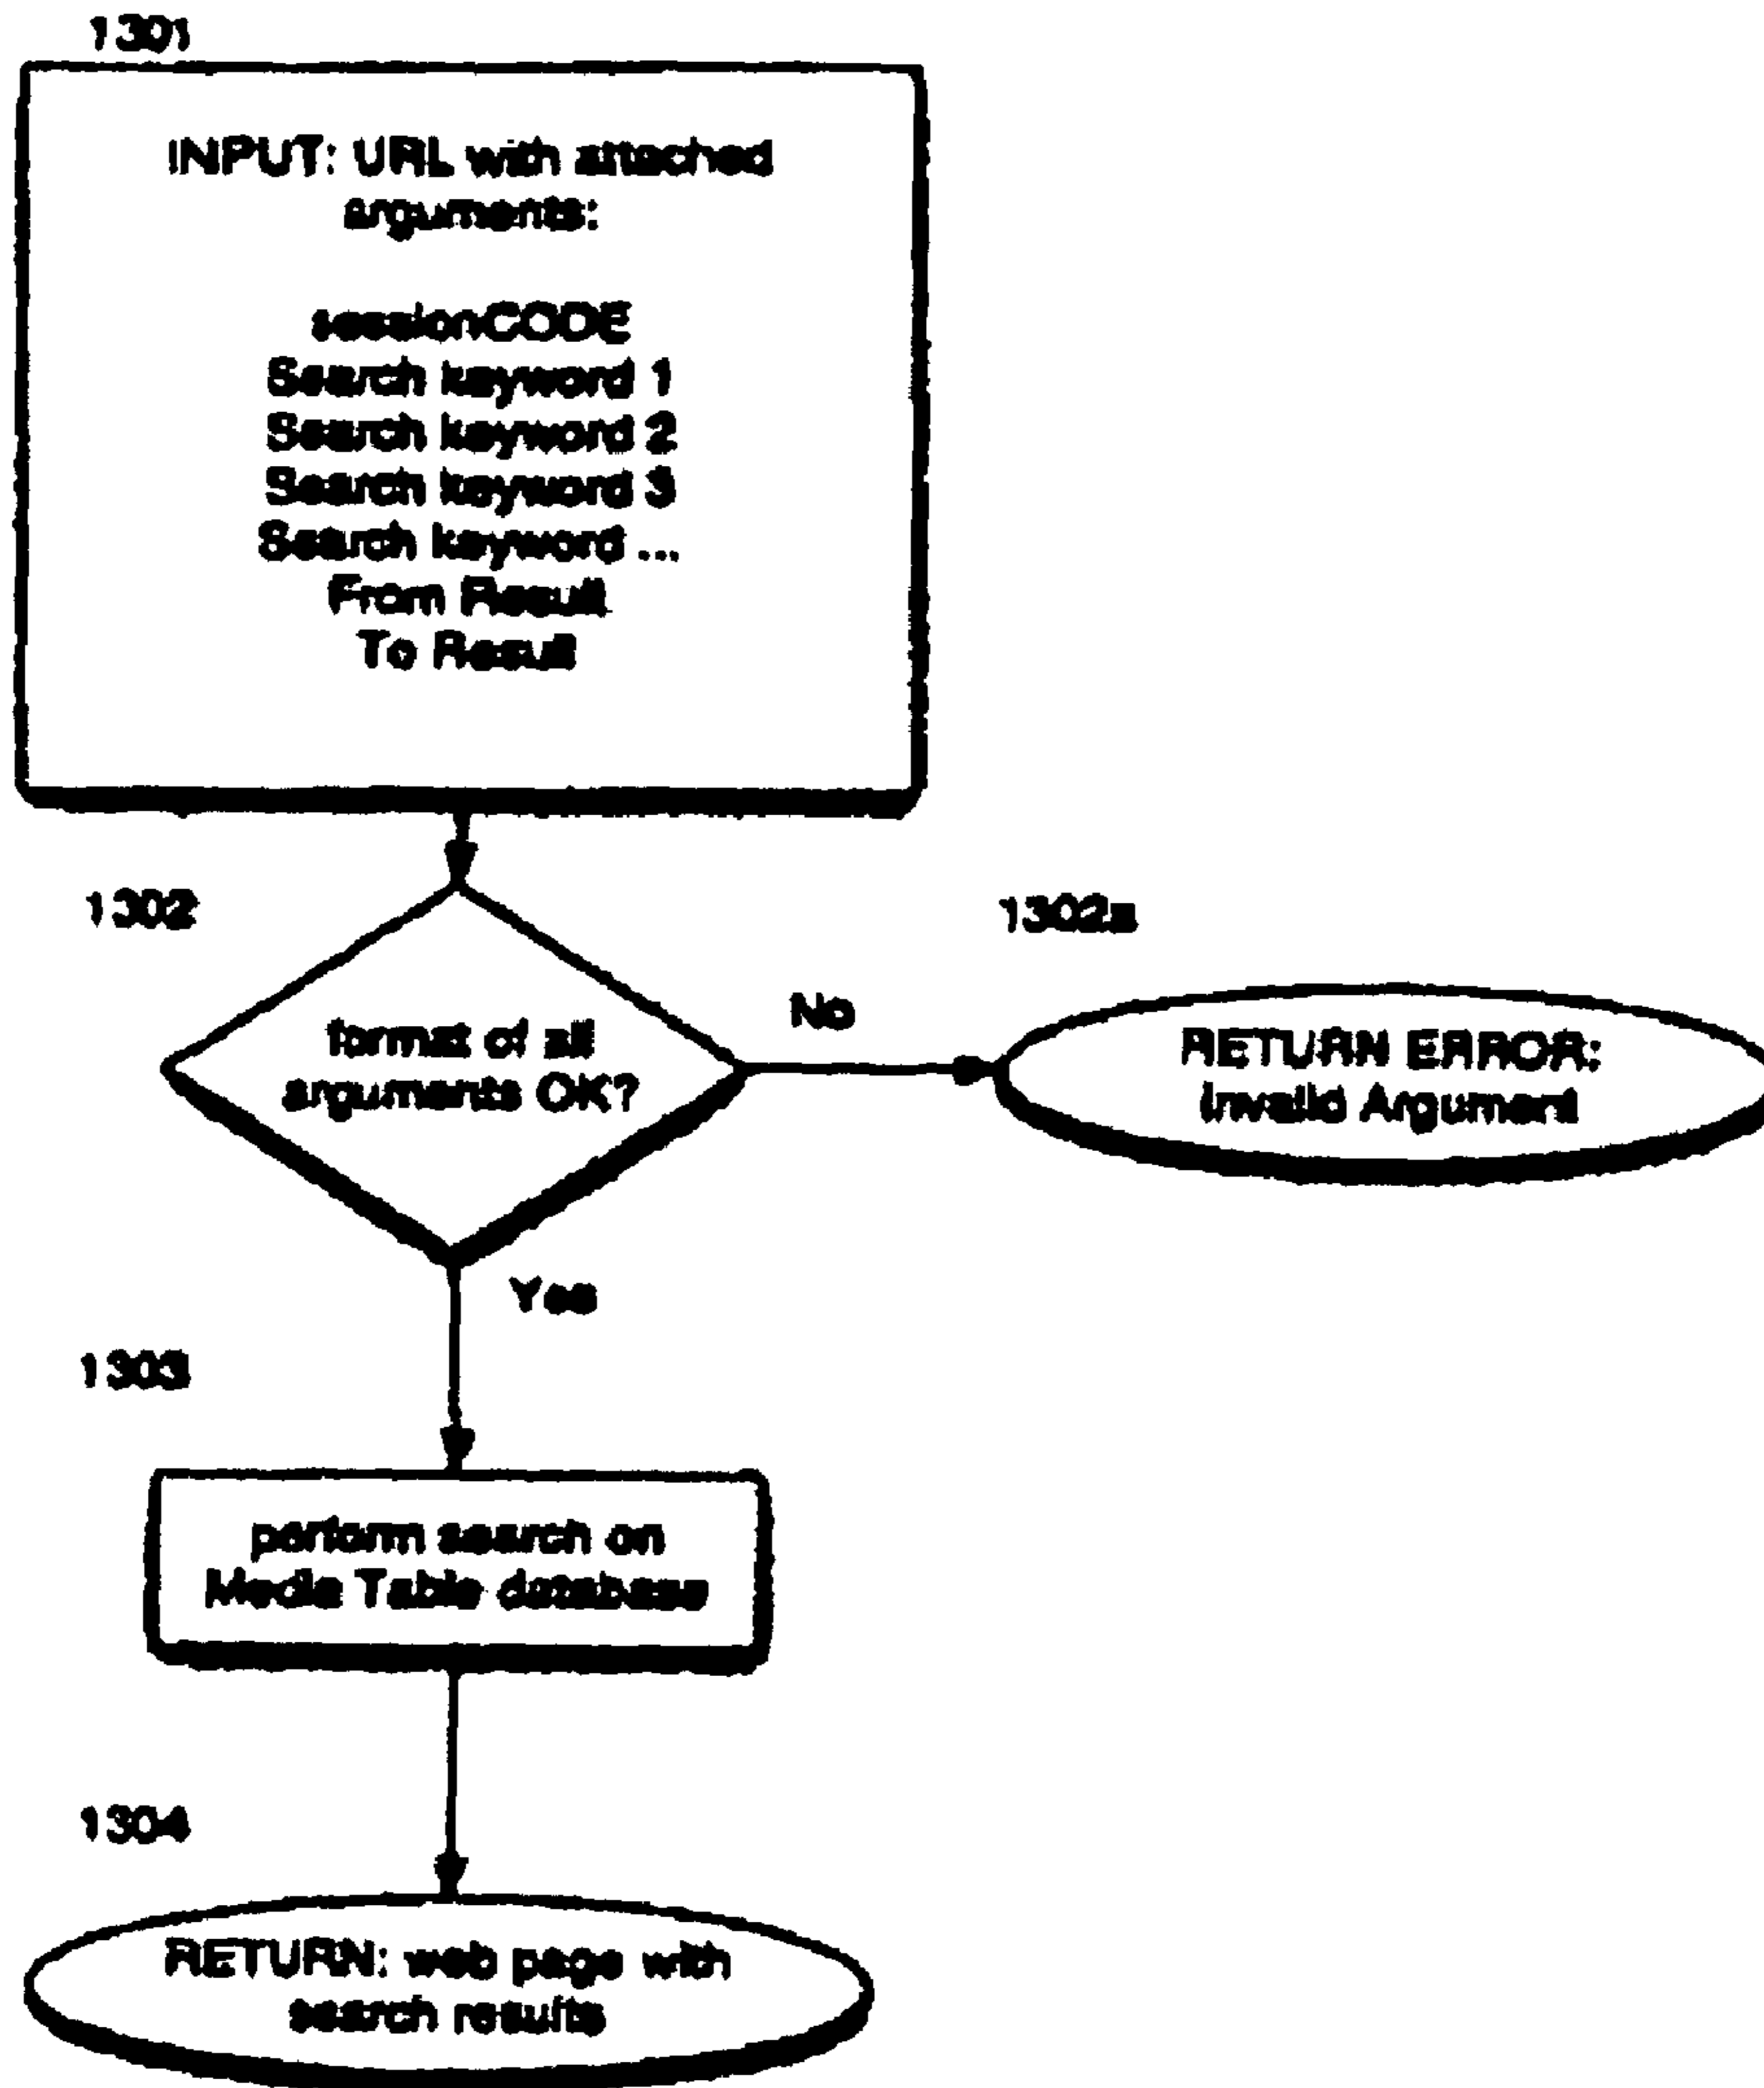 1301
INPUT: URL with attached
arguments:
sessionCODE
Search keyword 1
Search keyword 2
Search keyword 3
Search keyword ...
From Result
To Result
1302
1302a
format of all
arguments OK?
No
RETURN ERROR:
Invalid Argument
Yes
1303
perform search on
Media Table database
1304
RETURN: web page with
search results